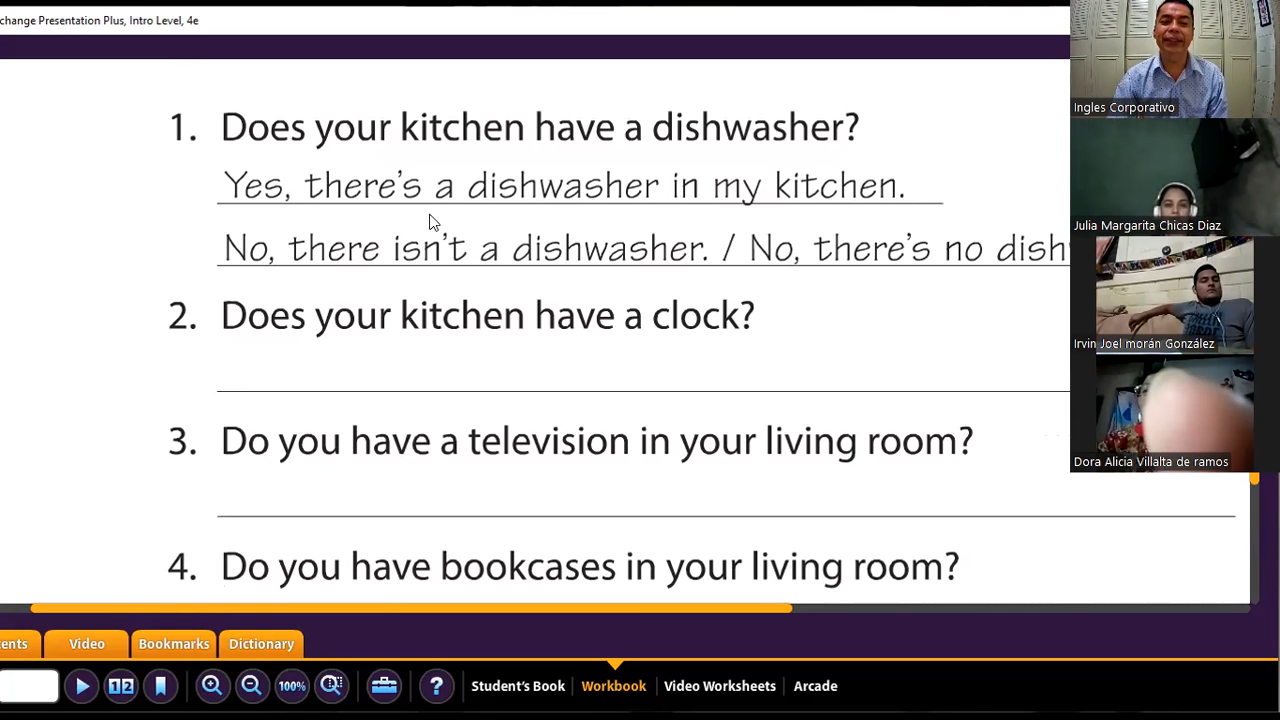 change Presentation Plus, Intro Level, 4e
Ingles Corporativo
1. Does your kitchen have a dishwasher?
Yes, there's a dishwasher in my kitchen.
Julia Margarita Chicas Diaz
No, there isn't a dishwasher. / No, there's no
2. Does your kitchen have a clock?
Irvin Joel morán González
3. Do you have a television in your living room?
Dora Alicia Villalta de ramos
4. Do you have bookcases in your living room?
Video
Bookmarks
Dictionary
12
100%
?
Student's Book
Workbook
Video Worksheets
Arcade